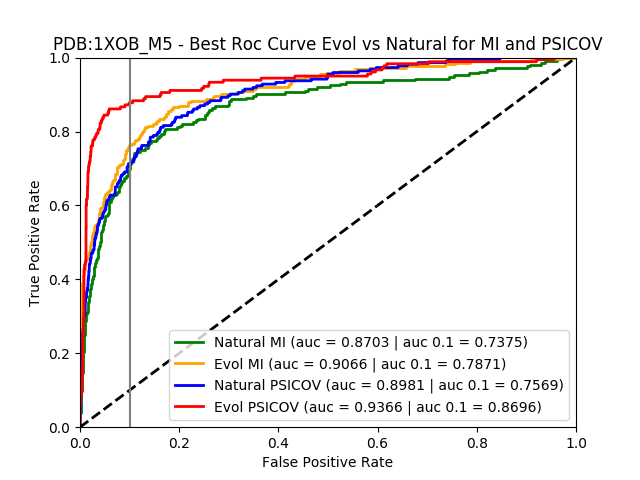 PDB:1XOB_M5 - Best Roc Curve Evol vs Natural for MI and PSICOV
1.0
0.8
0.6
0.4
0.2
0.0
True Positive Rate
Natural MI (auc = 0.8703 | auc 0.1 = 0.7375)
Evol MI (auc = 0.9066 | auc 0.1 = 0.7871)
Natural PSICOV (auc = 0.8981 | auc 0.1 = 0.7569)
Evol PSICOV (auc = 0.9366 | auc 0.1 = 0.8696)
0.0 0.2 0.4 0.6 0.8 1.0
False Positive Rate